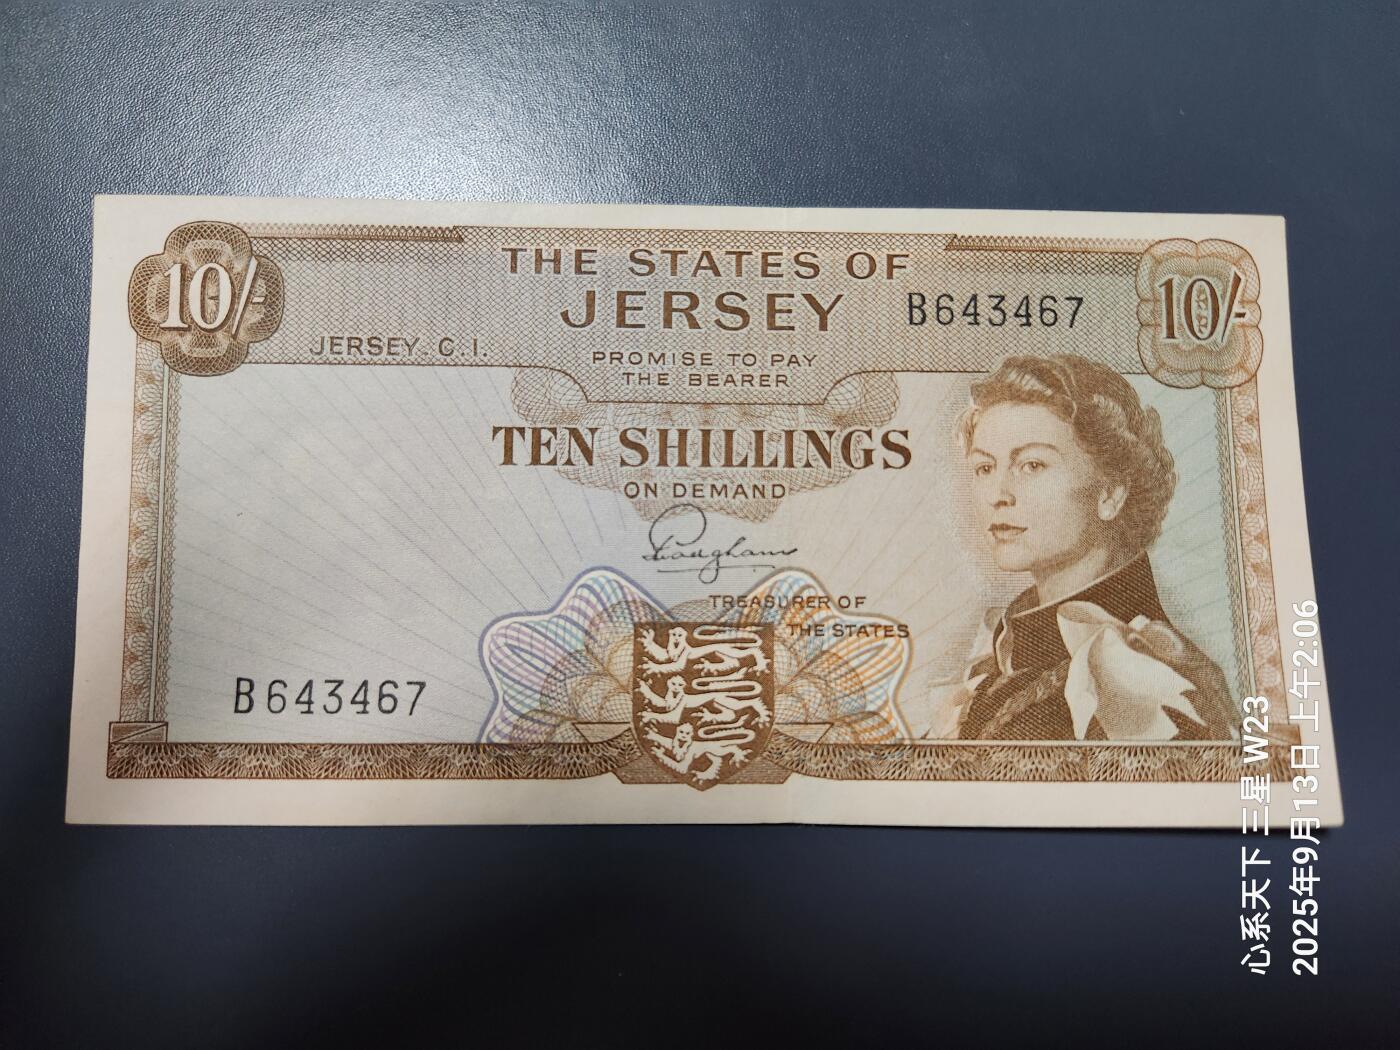 10/-
THE STATES OF
JERSEY
B643467
10/-
JERSEY. C.I.
PROMISE TO PAY
THE BEARER
TEN SHILLINGS
ON DEMAND
TREASURER OF
THE STATES
B643467
心系天下 三星 W23
2025年9月13日 上午2:06